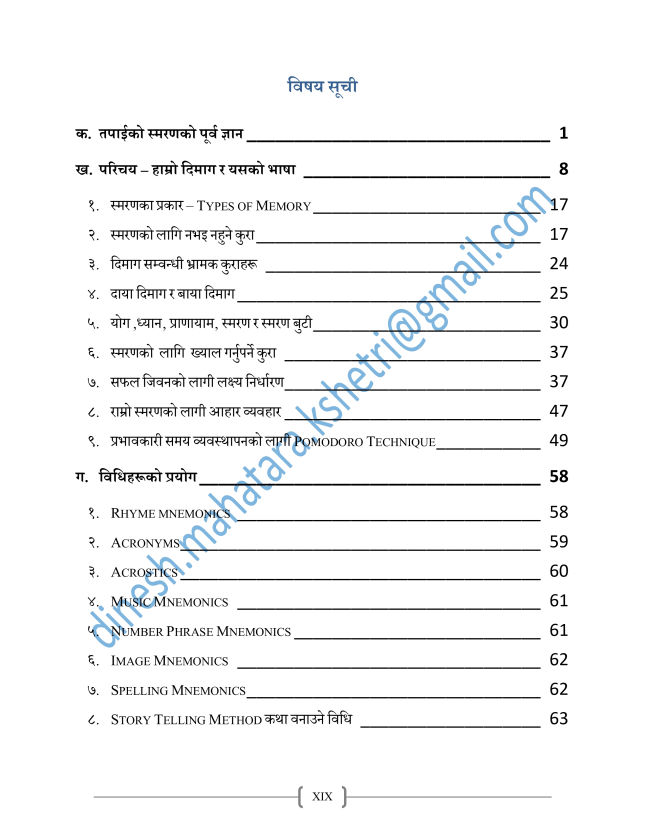 विषय सूची
क. तपाईको स्मरणको पूर्व ज्ञान 1
ख. परिचय – हाम्रो दिमाग र यसको भाषा 8
१. स्मरणका प्रकार – TYPES OF MEMORY 17
२. स्मरणको लागि नभइ नहुने कुरा 17
३. दिमाग सम्वन्धी भ्रामक कुराहरू 24
४. दाया दिमाग र बाया दिमाग 25
५. योग ,ध्यान, प्राणायाम, स्मरण र स्मरण बुटी 30
६. स्मरणको लागि ख्याल गर्नुपर्ने कुरा 37
७. सफल जिवनको लागी लक्ष्य निर्धारण 37
८. राम्रो स्मरणको लागी आहार व्यवहार 47
९. प्रभावकारी समय व्यवस्थापनको लागी POMODORO TECHNIQUE 49
ग. विधिहरूको प्रयोग 58
१. RHYME MNEMONICS 58
२. ACRONYMS 59
३. ACROSTICS 60
४. MUSIC MNEMONICS 61
५. NUMBER PHRASE MNEMONICS 61
६. IMAGE MNEMONICS 62
७. SPELLING MNEMONICS 62
८. STORY TELLING METHOD कथा वनाउने विधि 63
dinesh.mahatara.kshetri@gmail.com
XIX